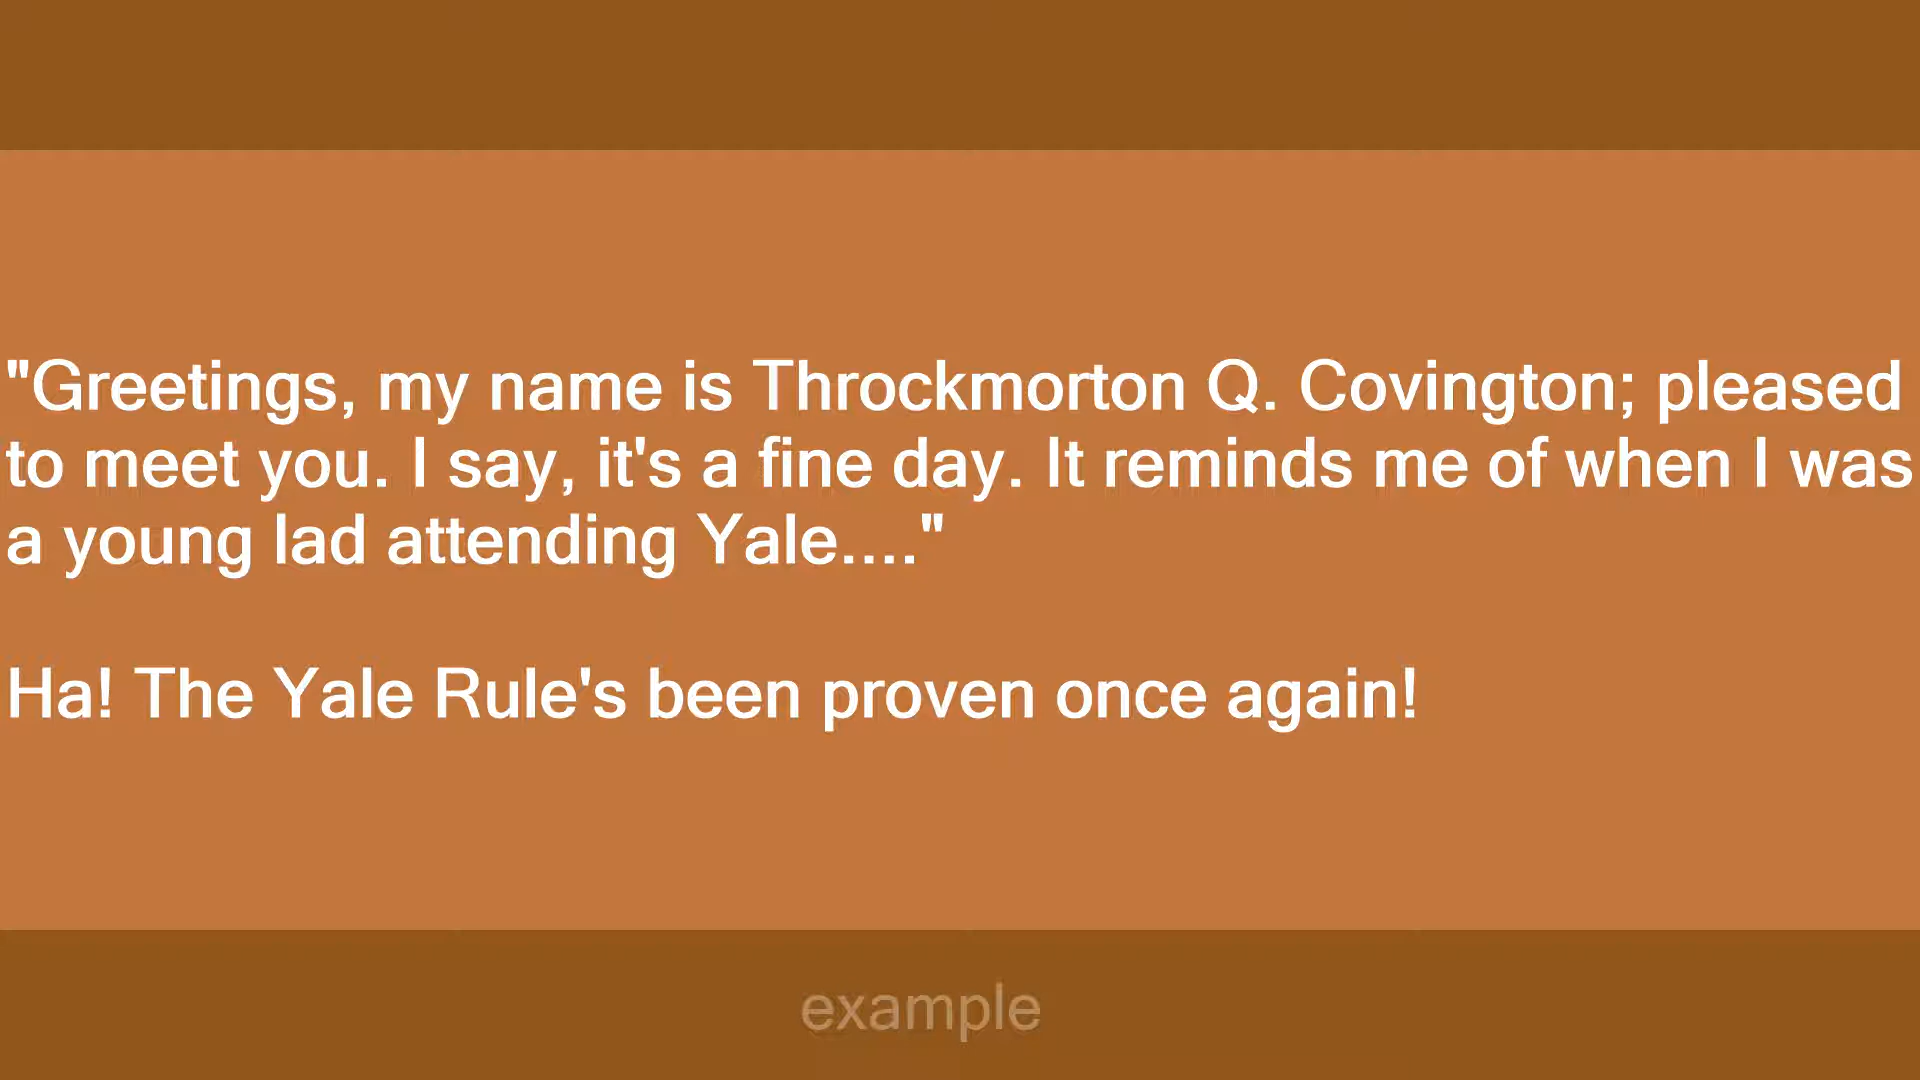 "Greetings, my name is Throckmorton Q. Covington; pleased
to meet you. I say, it's a fine day. It reminds me of when I was
a young lad attending Yale...."
Ha! The Yale Rule's been proven once again!
example